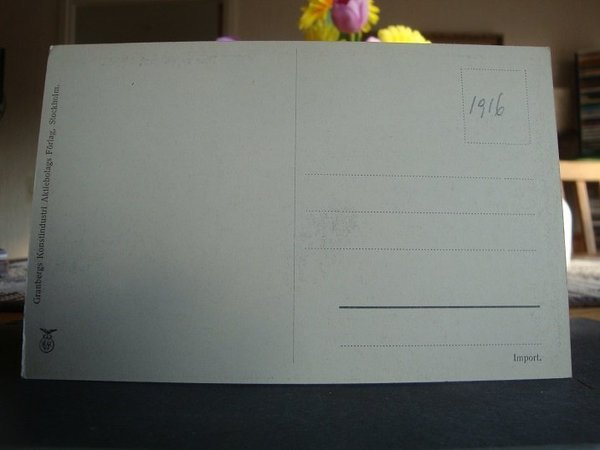 Granbergs Konstindustri Aktiebolags Förlag, Stockholm.
1916
Import.